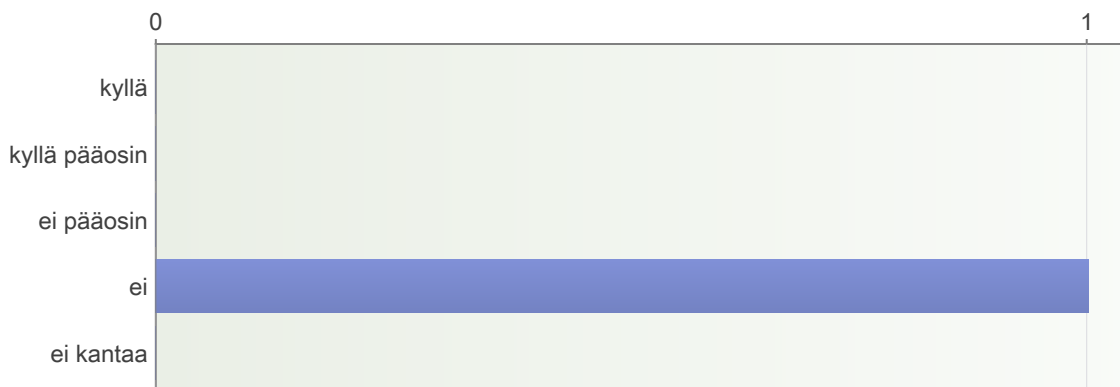 0 1
kyllä
kyllä pääosin
ei pääosin
ei
ei kantaa